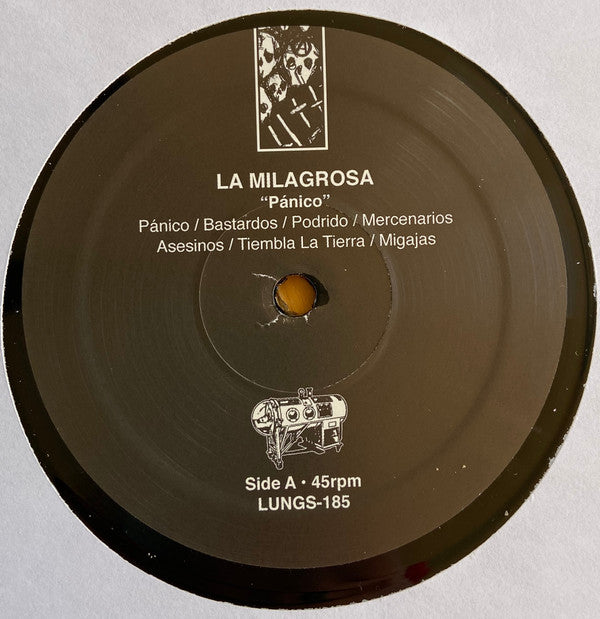 LA MILAGROSA
“Pánico”
Pánico / Bastardos / Podrido / Mercenarios
Asesinos / Tiembla La Tierra / Migajas
Side A • 45rpm
LUNGS-185